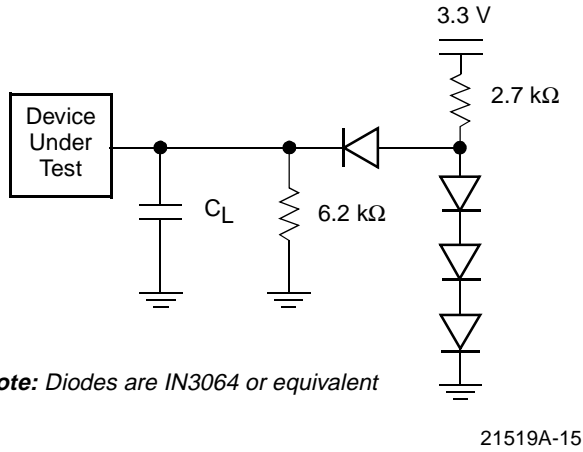 3.3 V
2.7 kΩ
Device
Under
Test
CL
6.2 kΩ
ote: Diodes are IN3064 or equivalent
21519A-15